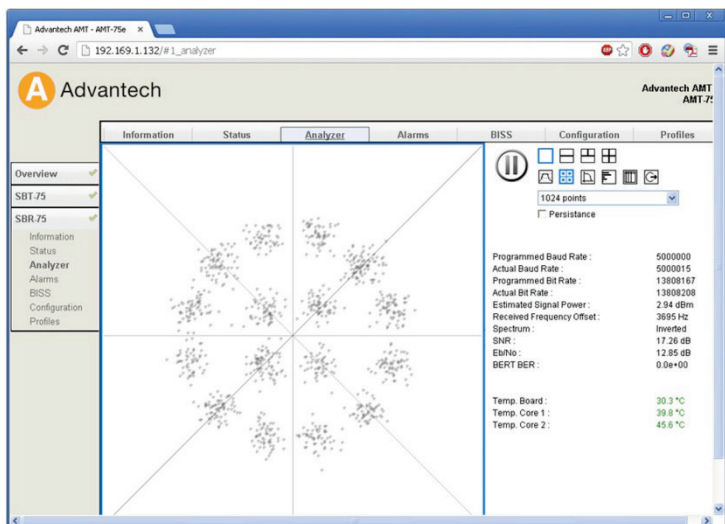 Advantech AMT - AMT-75e
192.169.1.132/#1_analyzer
Advantech
Advantech AMT
AMT-75
Information Status Analyzer Alarms BISS Configuration Profiles
Overview
SBT-75
SBR-75
Information
Status
Analyzer
Alarms
BISS
Configuration
Profiles
1024 points
Persistance
Programmed Baud Rate : 5000000
Actual Baud Rate : 5000015
Programmed Bit Rate : 13808167
Actual Bit Rate : 13808208
Estimated Signal Power : 2.94 dBm
Received Frequency Offset : 3695 Hz
Spectrum : Inverted
SNR : 17.26 dB
Eb/No : 12.85 dB
BERT BER : 0.0e+00
Temp. Board : 30.3 °C
Temp. Core 1 : 39.8 °C
Temp. Core 2 : 45.6 °C